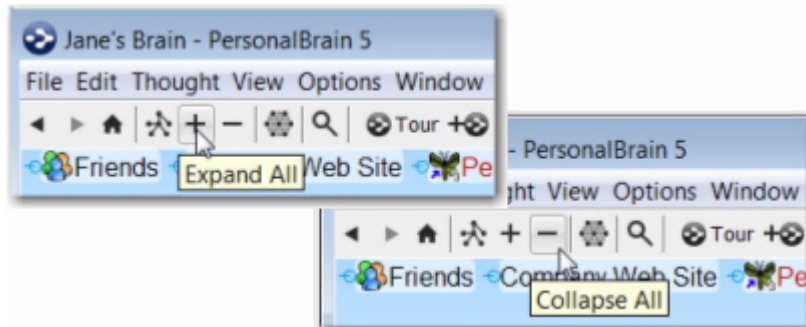 Jane's Brain - PersonalBrain 5
File Edit Thought View Options Window
Tour
Friends Web Site Pe
Expand All
- PersonalBrain 5
ght View Options Window
Tour
Friends Company Web Site Pe
Collapse All